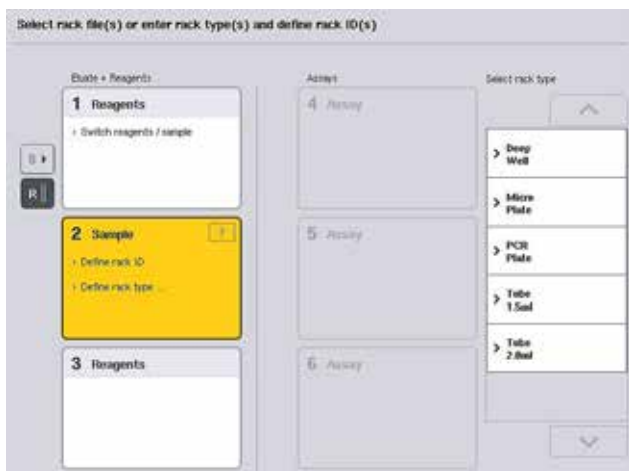 Select rack file(s) or enter rack type(s) and define rack ID(s)
Eluate + Reagents
Assays
Select rack type
1 Reagents
› Switch reagents / sample
S
R
2 Sample
› Define rack ID
› Define rack type ...
3 Reagents
4 Assay
5 Assay
6 Assay
› Deep
Well
› Micro
Plate
› PCR
Plate
› Tube
1.5ml
› Tube
2.0ml